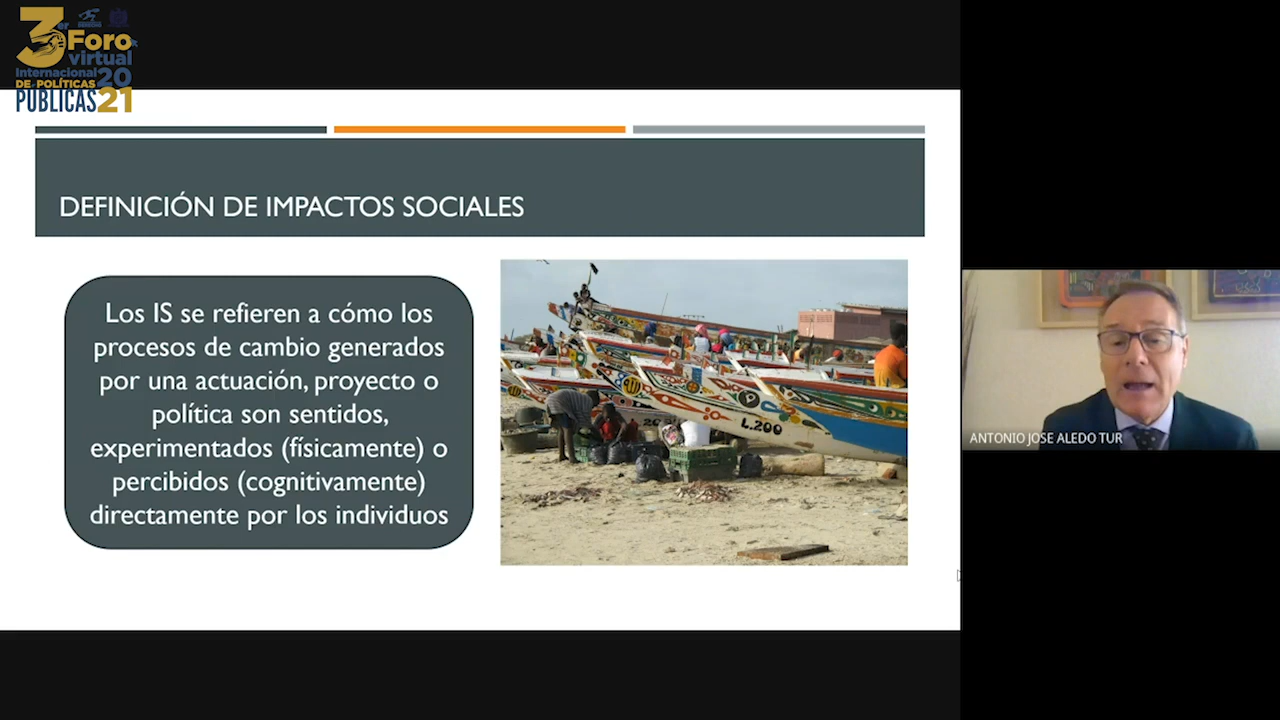 3er Foro
virtual
Internacional 20
DE POLÍTICAS
PÚBLICAS 21
DEFINICIÓN DE IMPACTOS SOCIALES
Los IS se refieren a cómo los
procesos de cambio generados
por una actuación, proyecto o
política son sentidos,
experimentados (físicamente) o
percibidos (cognitivamente)
directamente por los individuos
L.200
ANTONIO JOSE ALEDO TUR